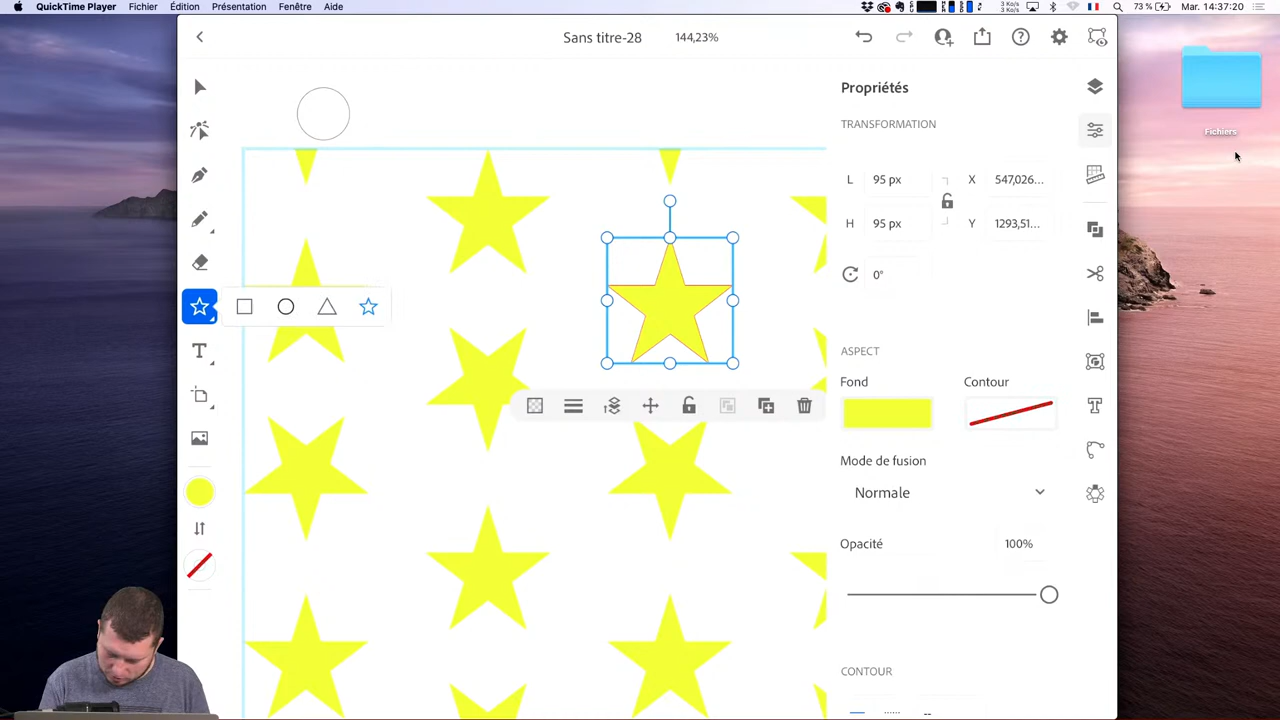 QuickTime Player Fichier Édition Présentation Fenêtre Aide 73 % Mar. 14:37:20
Sans titre-28 144,23%
Fichiers
Propriétés
TRANSFORMATION
L 95 px X 547,026...
H 95 px Y 1293,51...
0°
ASPECT
Fond Contour
Mode de fusion
Normale
Opacité 100%
CONTOUR